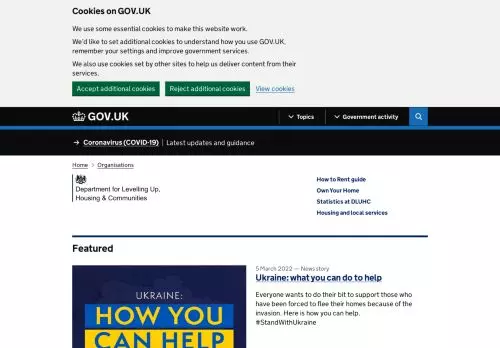 Cookies on GOV.UK
We use some essential cookies to make this website work.
We'd like to set additional cookies to understand how you use GOV.UK,
remember your settings and improve government services.
We also use cookies set by other sites to help us deliver content from their
services.
Accept additional cookies
Reject additional cookies
View cookies
GOV.UK
Topics
Government activity
→ Coronavirus (COVID-19) | Latest updates and guidance
Home > Organisations
Department for Levelling Up,
Housing & Communities
How to Rent guide
Own Your Home
Statistics at DLUHC
Housing and local services
Featured
5 March 2022 — News story
Ukraine: what you can do to help
Everyone wants to do their bit to support those who
have been forced to flee their homes because of the
invasion. Here is how you can help.
#StandWithUkraine
UKRAINE:
HOW YOU
CAN HELP